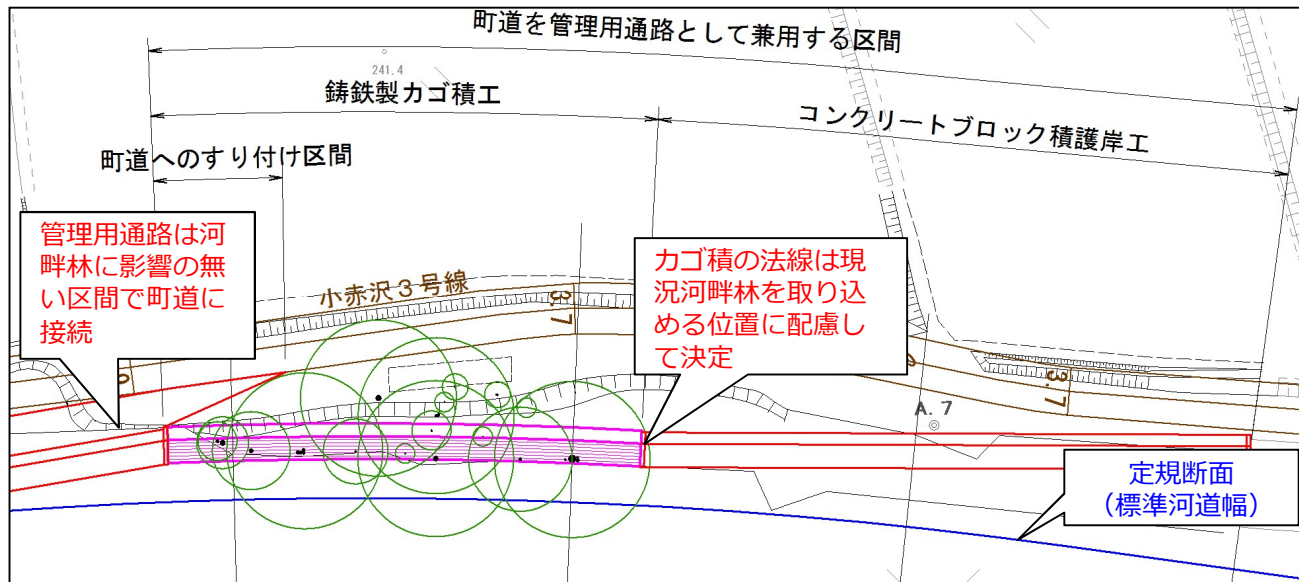 町道を管理用通路として兼用する区間
241.4
鋳鉄製カゴ積工
コンクリートブロック積護岸工
町道へのすり付け区間
管理用通路は河
畔林に影響の無
い区間で町道に
接続
カゴ積の法線は現
況河畔林を取り込
める位置に配慮し
て決定
小赤沢3号線
3.7
3.7
A.7
定規断面
(標準河道幅)